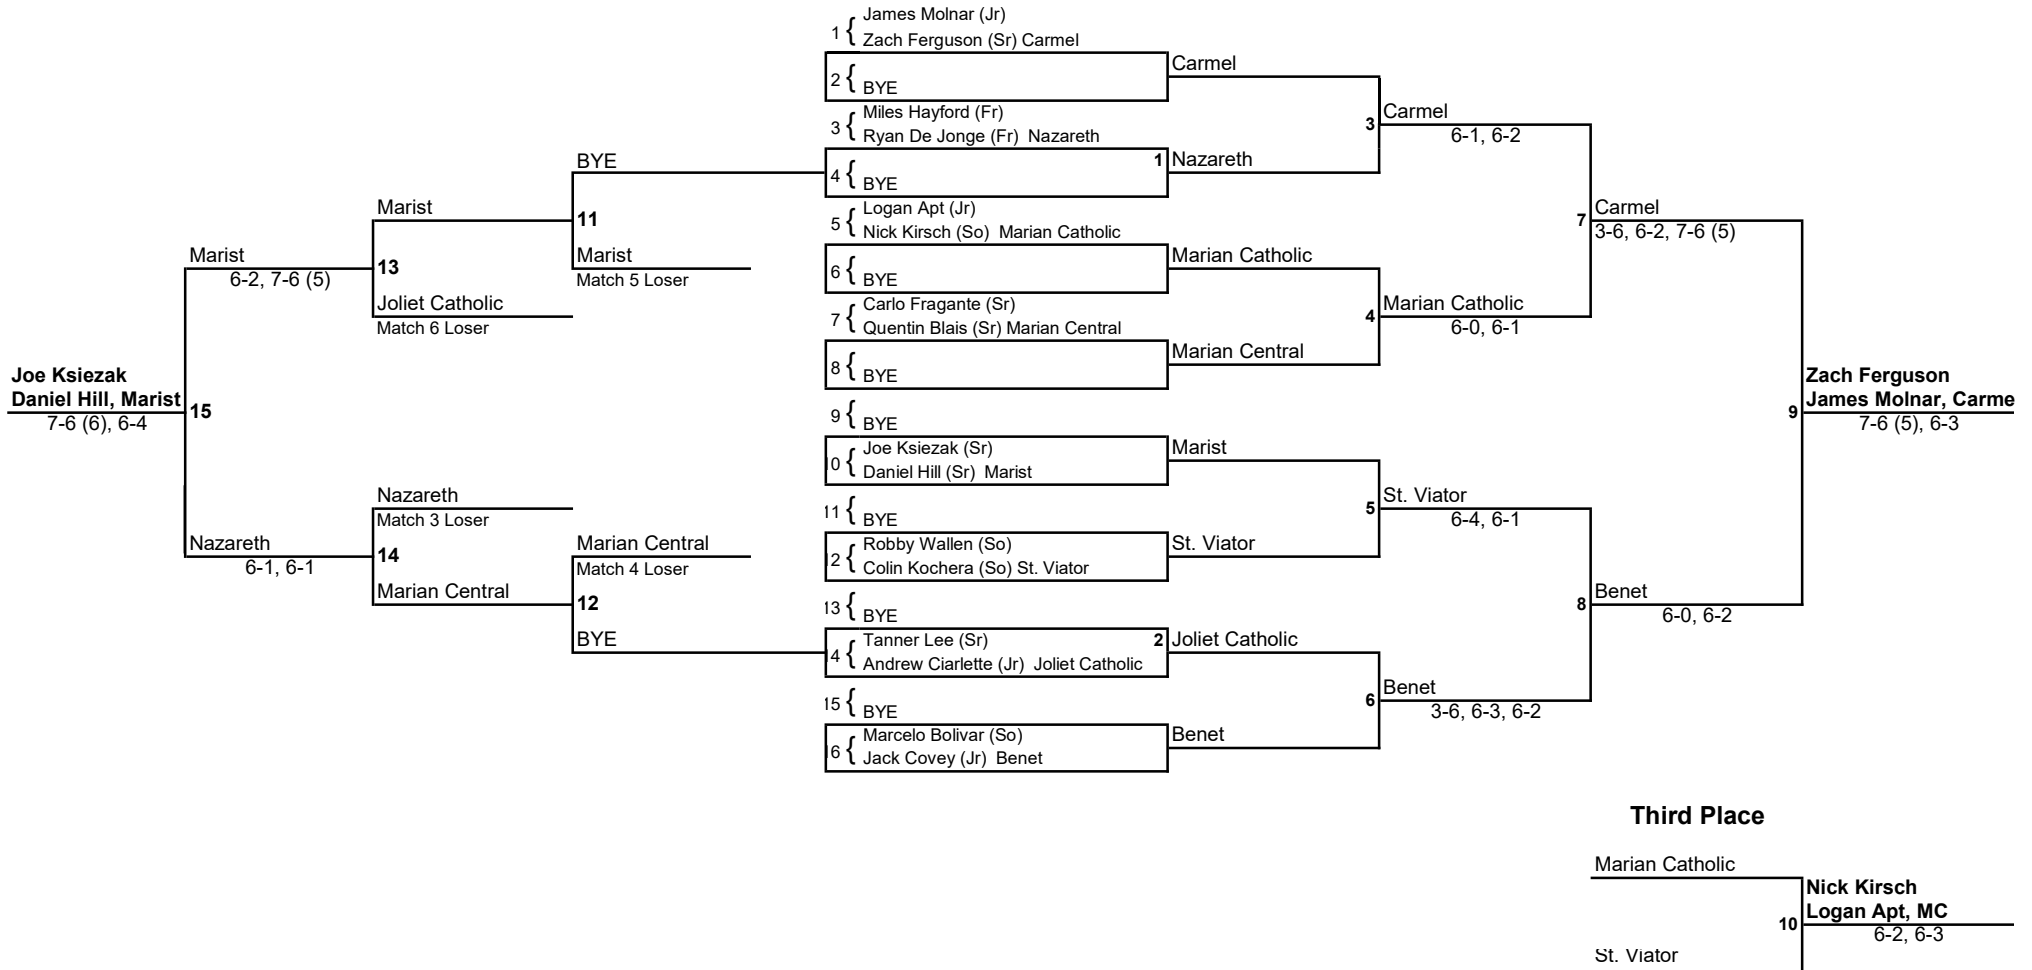 James Molnar (Jr)
1 { Zach Ferguson (Sr) Carmel
Carmel
2 { BYE
Miles Hayford (Fr)
3 { Ryan De Jonge (Fr) Nazareth
3 Carmel
6-1, 6-2
BYE
1 Nazareth
4 { BYE
Marist
11
Logan Apt (Jr)
5 { Nick Kirsch (So) Marian Catholic
7 Carmel
3-6, 6-2, 7-6 (5)
Marist
6-2, 7-6 (5)
13
Marist
Match 5 Loser
Marian Catholic
6 { BYE
Joliet Catholic
Match 6 Loser
Carlo Fragante (Sr)
7 { Quentin Blais (Sr) Marian Central
4 Marian Catholic
6-0, 6-1
Marian Central
8 { BYE
Joe Ksiezak
Daniel Hill, Marist
7-6 (6), 6-4
15
9 { BYE
Zach Ferguson
9 James Molnar, Carme
7-6 (5), 6-3
Joe Ksiezak (Sr)
10 { Daniel Hill (Sr) Marist
Marist
Nazareth
Match 3 Loser
11 { BYE
5 St. Viator
6-4, 6-1
Nazareth
6-1, 6-1
14
Marian Central
Match 4 Loser
Robby Wallen (So)
12 { Colin Kochera (So) St. Viator
St. Viator
Marian Central
12
13 { BYE
8 Benet
6-0, 6-2
BYE
Tanner Lee (Sr)
14 { Andrew Ciarlette (Jr) Joliet Catholic
2 Joliet Catholic
15 { BYE
6 Benet
3-6, 6-3, 6-2
Marcelo Bolivar (So)
16 { Jack Covey (Jr) Benet
Benet
Third Place
Marian Catholic
Nick Kirsch
Logan Apt, MC
10
6-2, 6-3
St. Viator